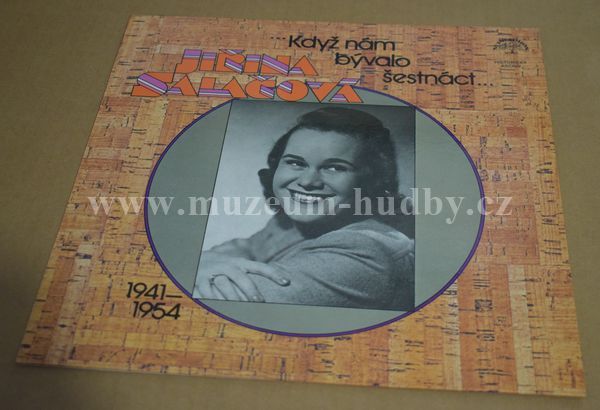 ...Když nám
bývalo
šestnáct...
JIŘINA
SALAČOVÁ
www.muzeum-hudby.cz
1941—
1954